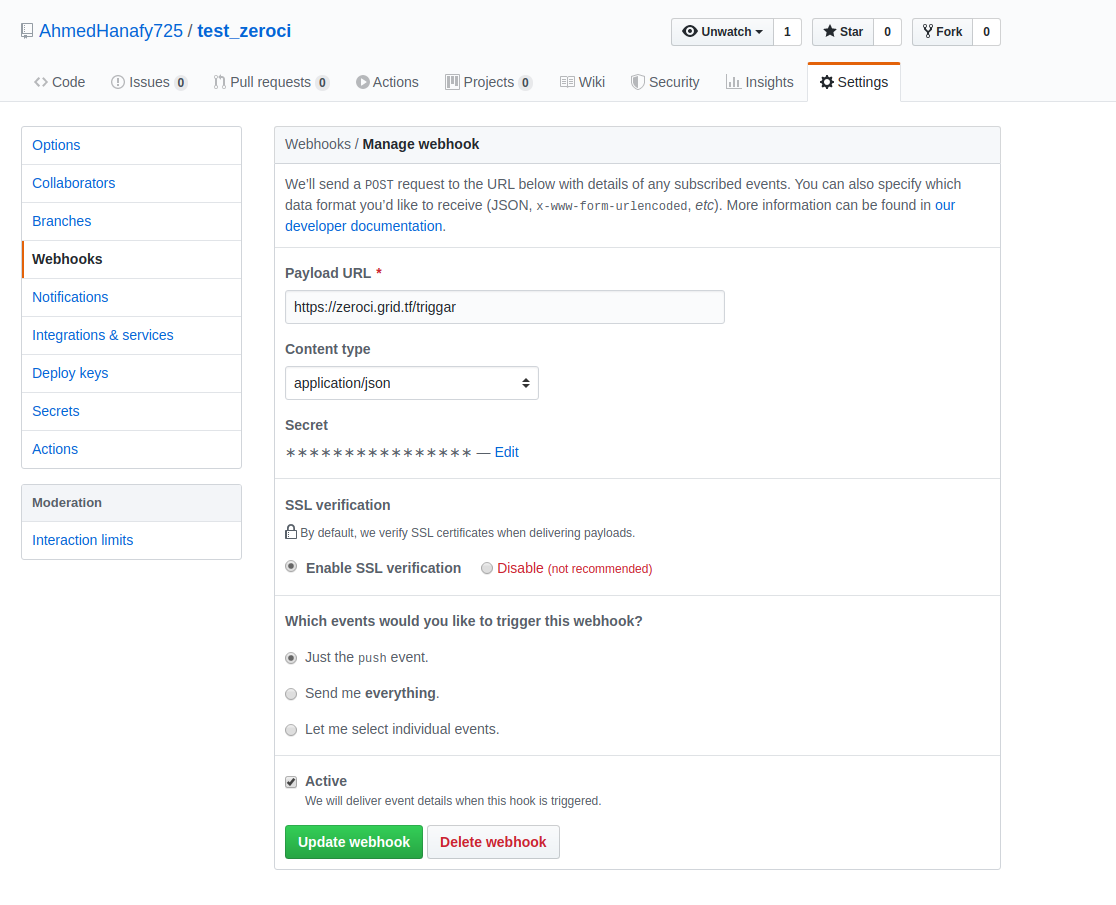 AhmedHanafy725 / test_zeroci
Unwatch 1 Star 0 Fork 0
Code Issues 0 Pull requests 0 Actions Projects 0 Wiki Security Insights Settings
Options
Collaborators
Branches
Webhooks
Notifications
Integrations & services
Deploy keys
Secrets
Actions
Moderation
Interaction limits
Webhooks / Manage webhook
We’ll send a POST request to the URL below with details of any subscribed events. You can also specify which
data format you’d like to receive (JSON, x-www-form-urlencoded, etc). More information can be found in our
developer documentation.
Payload URL *
https://zeroci.grid.tf/triggar
Content type
application/json
Secret
**************** — Edit
SSL verification
By default, we verify SSL certificates when delivering payloads.
Enable SSL verification Disable (not recommended)
Which events would you like to trigger this webhook?
Just the push event.
Send me everything.
Let me select individual events.
Active
We will deliver event details when this hook is triggered.
Update webhook Delete webhook